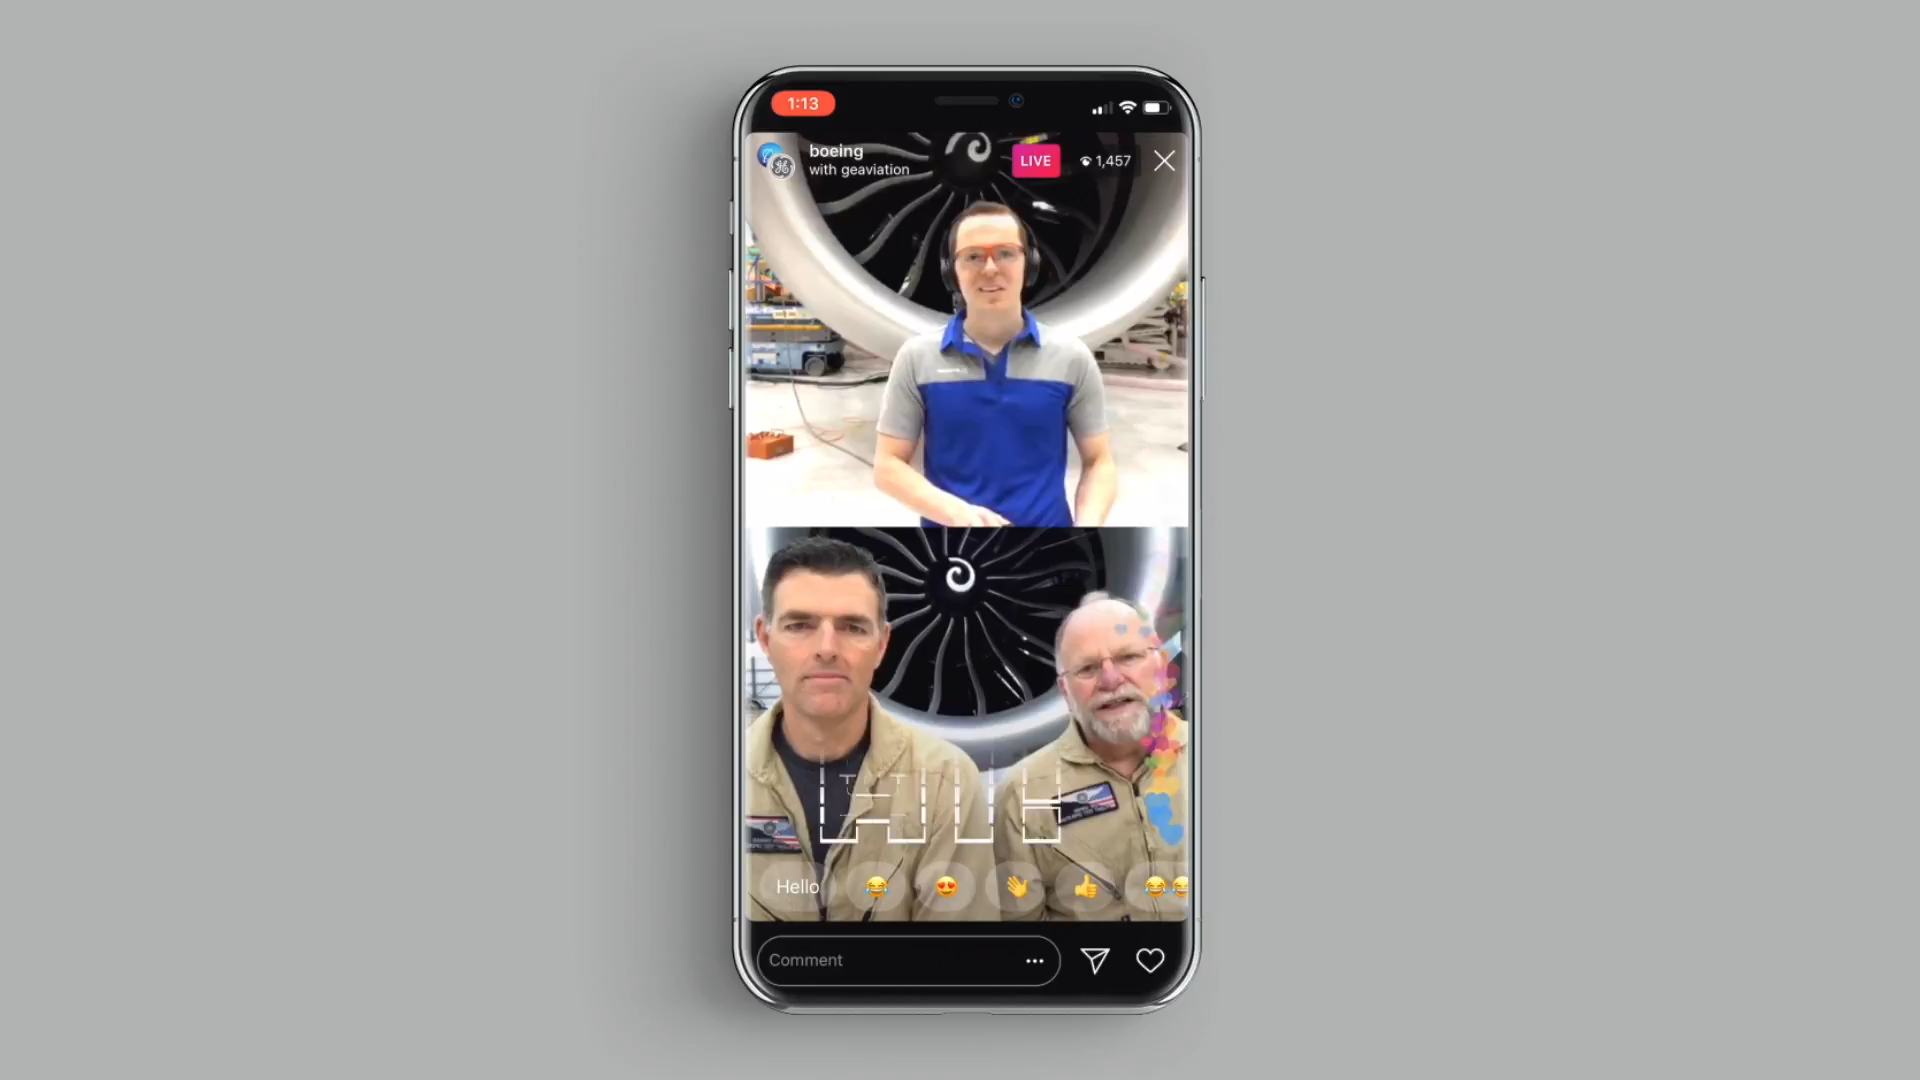 1:13
boeing
with geaviation
LIVE
1,457
Hello
Comment